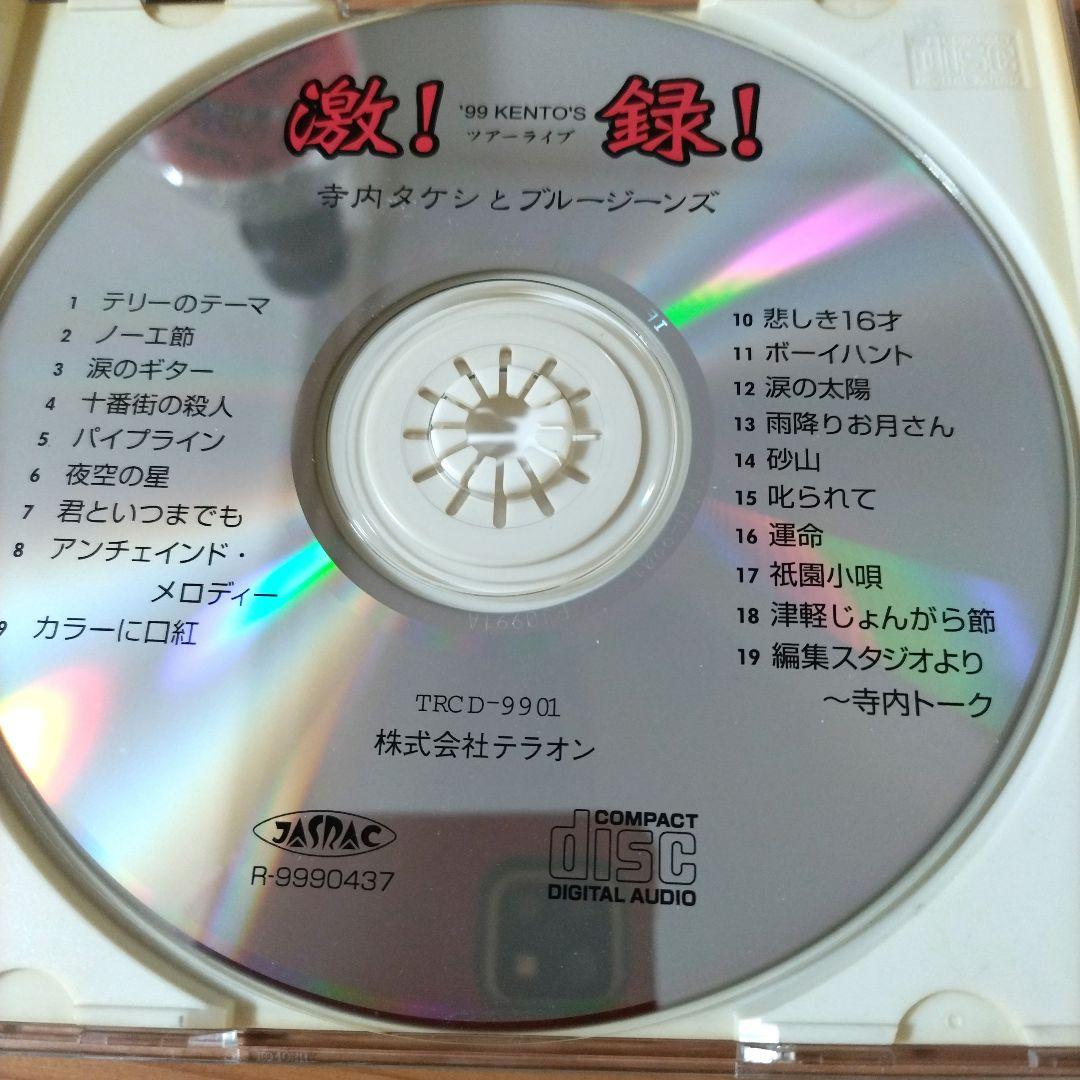 激! '99 KENTO'S 録!
ツアーライブ
寺内タケシとブルージーンズ
1 テリーのテーマ
2 ノーエ節
3 涙のギター
4 十番街の殺人
5 パイプライン
6 夜空の星
7 君といつまでも
8 アンチェインド・
メロディー
9 カラーに口紅
10 悲しき16才
11 ボーイハント
12 涙の太陽
13 雨降りお月さん
14 砂山
15 叱られて
16 運命
17 祇園小唄
18 津軽じょんがら節
19 編集スタジオより
〜寺内トーク
TRCD-9901
株式会社テラオン
JASRAC
R-9990437
COMPACT
disc
DIGITAL AUDIO